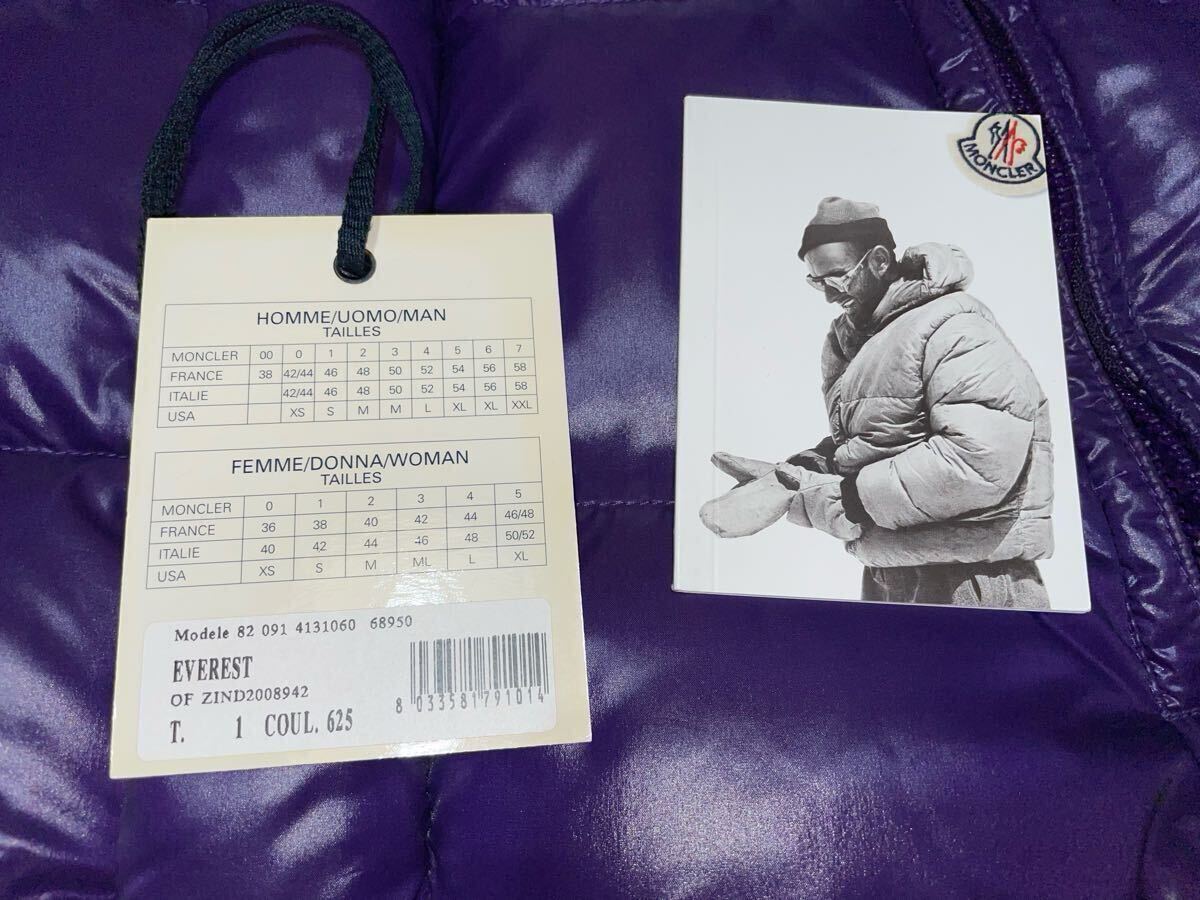 HOMME/UOMO/MAN
TAILLES
MONCLER 00 0 1 2 3 4 5 6 7
FRANCE 38 42/44 46 48 50 52 54 56 58
ITALIE 42/44 46 48 50 52 54 56 58
USA XS S M M L XL XL XXL
FEMME/DONNA/WOMAN
TAILLES
MONCLER 0 1 2 3 4 5
FRANCE 36 38 40 42 44 46/48
ITALIE 40 42 44 46 48 50/52
USA XS S M ML L XL
Modele 82 091 4131060 68950
EVEREST
OF ZIND2008942
T. 1 COUL. 625
8 033581 791014
MONCLER